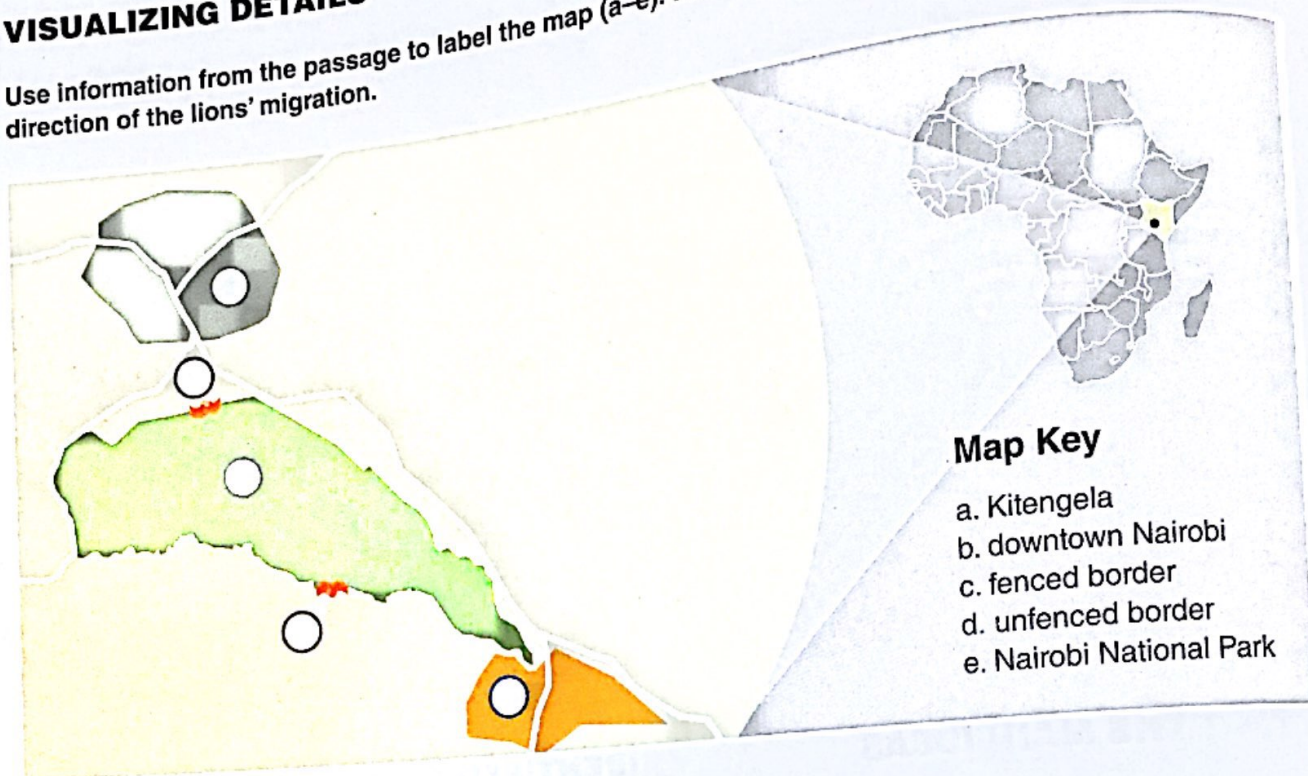 VISUALIZING DETAILS
Use information from the passage to label the map (a–e).
direction of the lions' migration.
Map Key
a. Kitengela
b. downtown Nairobi
c. fenced border
d. unfenced border
e. Nairobi National Park